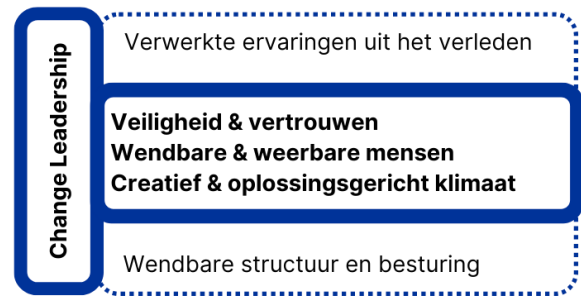 Change Leadership
Verwerkte ervaringen uit het verleden
Veiligheid & vertrouwen
Wendbare & weerbare mensen
Creatief & oplossingsgericht klimaat
Wendbare structuur en besturing